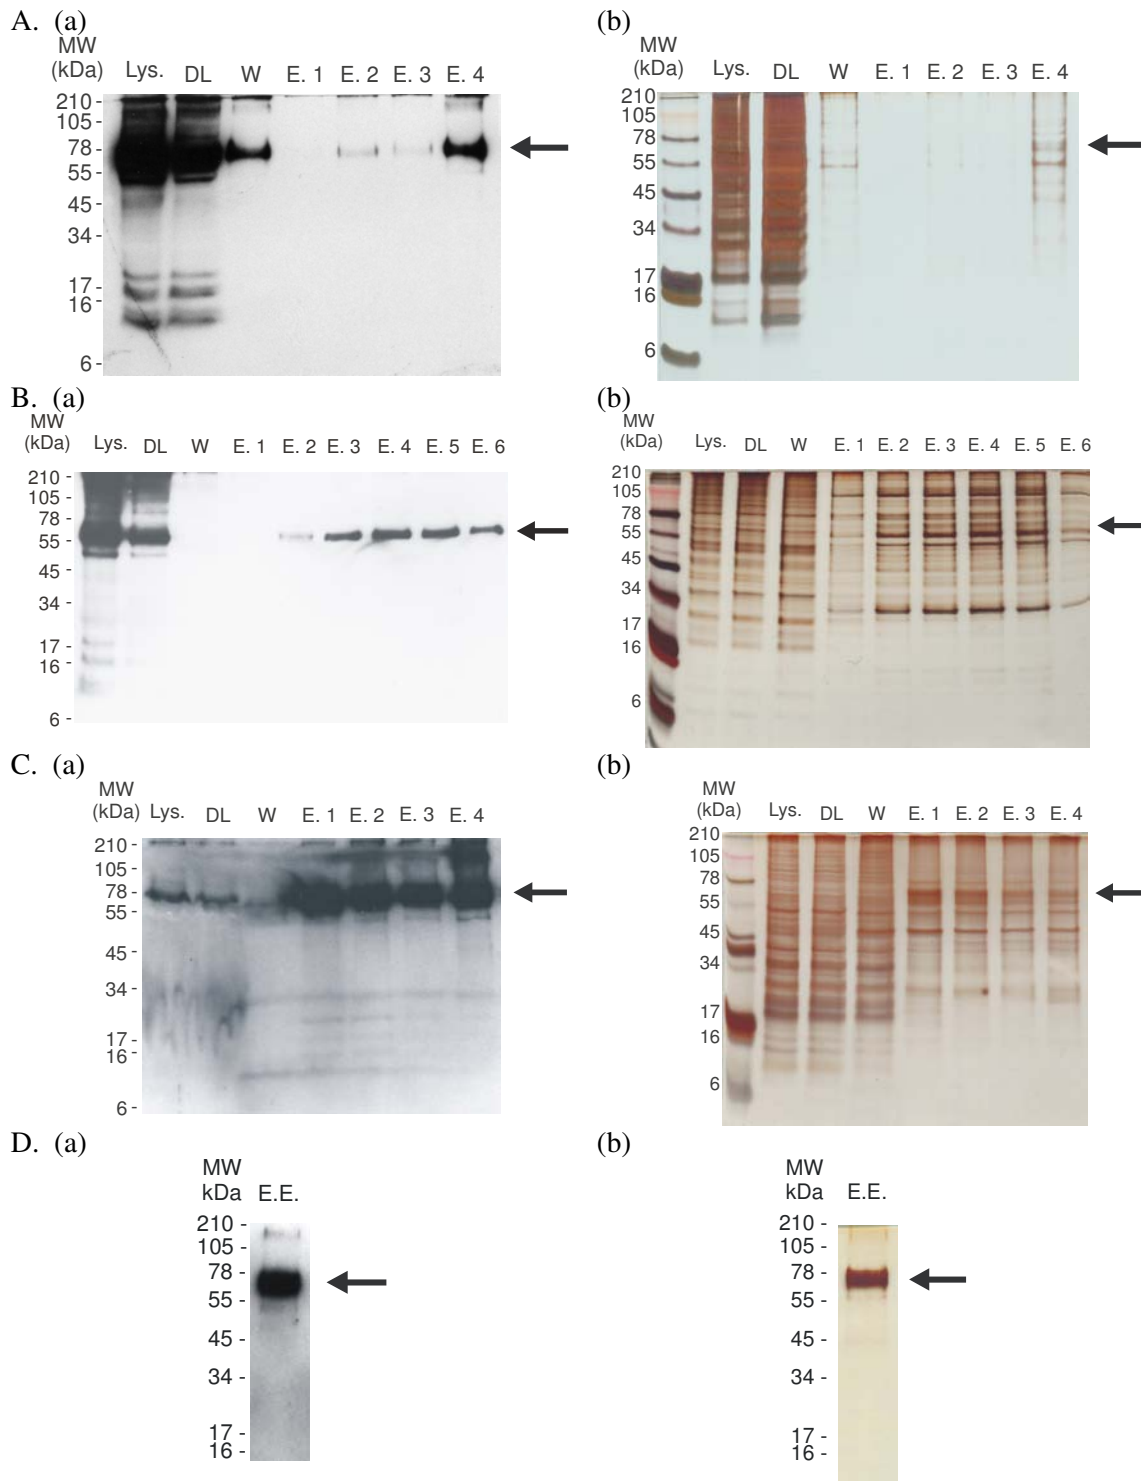 A. (a)
MW
(kDa) Lys. DL W E. 1 E. 2 E. 3 E. 4
210 -
105 -
78 -
55 -
45 -
34 -
17 -
16 -
6 -
(b)
MW
(kDa) Lys. DL W E. 1 E. 2 E. 3 E. 4
210
105
78
55
45
34
17
16
6
B. (a)
MW
(kDa) Lys. DL W E. 1 E. 2 E. 3 E. 4 E. 5 E. 6
210 -
105 -
78 -
55 -
45 -
34 -
17 -
16 -
6 -
(b)
MW
(kDa) Lys. DL W E. 1 E. 2 E. 3 E. 4 E. 5 E. 6
210
105
78
55
45
34
17
16
6
C. (a)
MW
(kDa) Lys. DL W E. 1 E. 2 E. 3 E. 4
210 -
105 -
78 -
55 -
45 -
34 -
17 -
16 -
6 -
(b)
MW
(kDa) Lys. DL W E. 1 E. 2 E. 3 E. 4
210
105
78
55
45
34
17
16
6
D. (a)
MW
kDa E.E.
210 -
105 -
78 -
55 -
45 -
34 -
17 -
16 -
(b)
MW
kDa E.E.
210 -
105 -
78 -
55 -
45 -
34 -
17 -
16 -